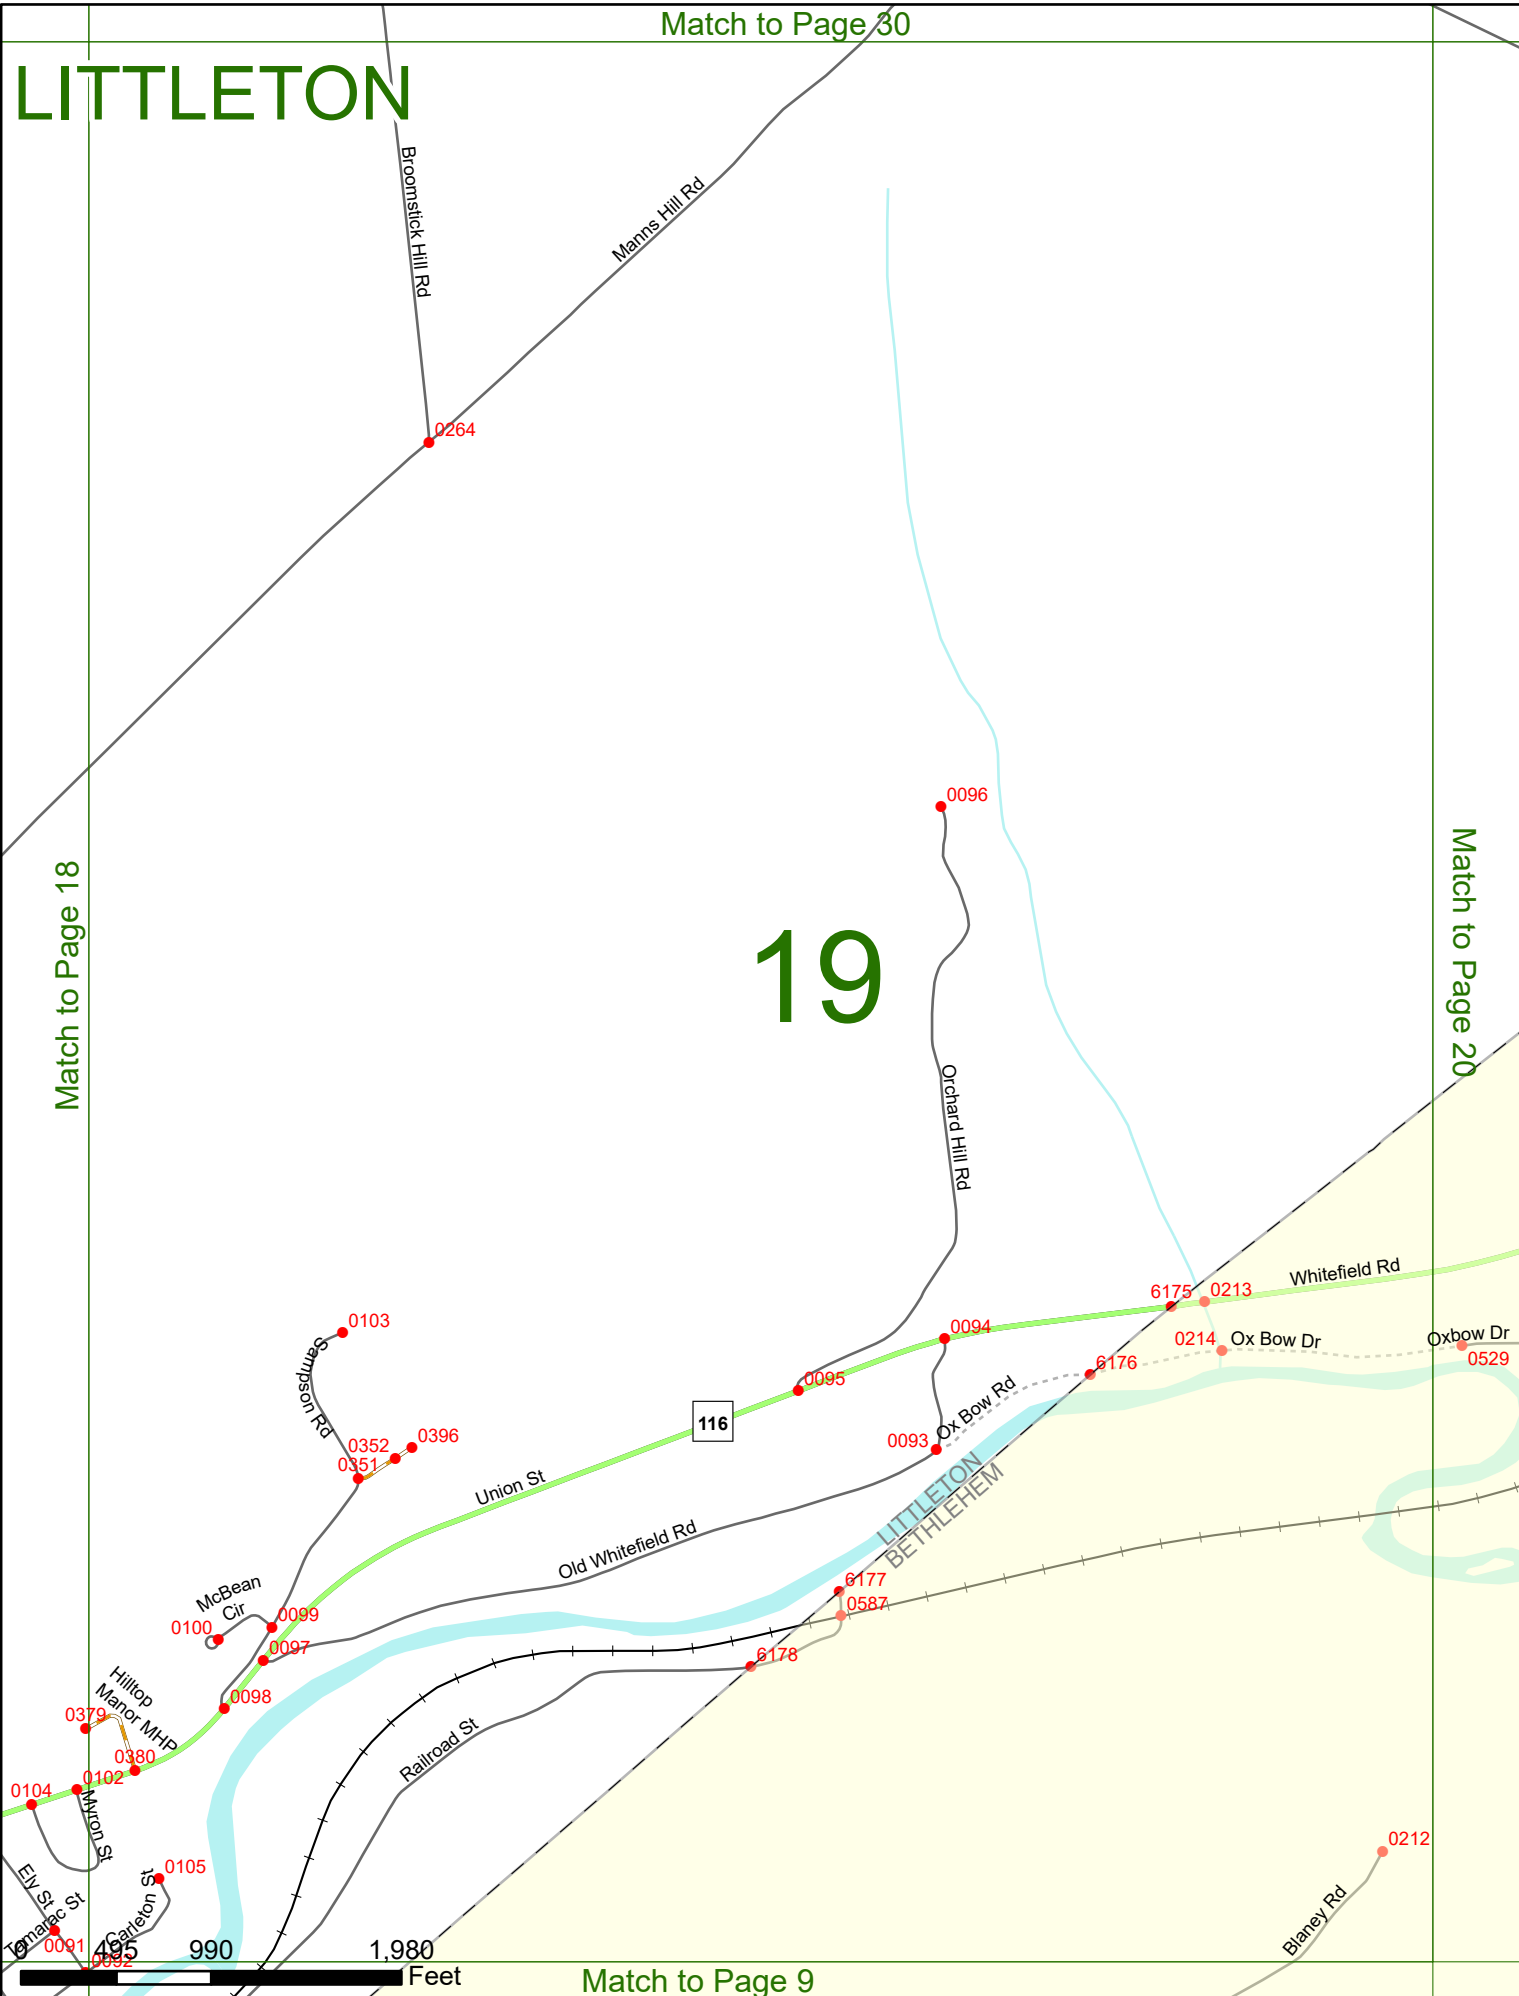 Match to Page 30
LITTLETON
Broomstick Hill Rd
Manns Hill Rd
0264
0096
Match to Page 18
19
Match to Page 20
Orchard Hill Rd
Whitefield Rd
6175
0213
0103
0094
0214
Ox Bow Dr
Oxbow Dr
0529
Sampson Rd
6176
0095
Ox Bow Rd
116
0093
0396
0352
0351
Union St
LITTLETON
BETHLEHEM
Old Whitefield Rd
McBean
Cir
6177
0587
0099
0100
0097
6178
Hilltop
Manor MHP
0098
0379
Railroad St
0380
0102
0104
Myron St
0212
0105
Ely St
Carleton St
Tamarac St
Blaney Rd
0091
0092
0 495 990 1,980
Feet
Match to Page 9